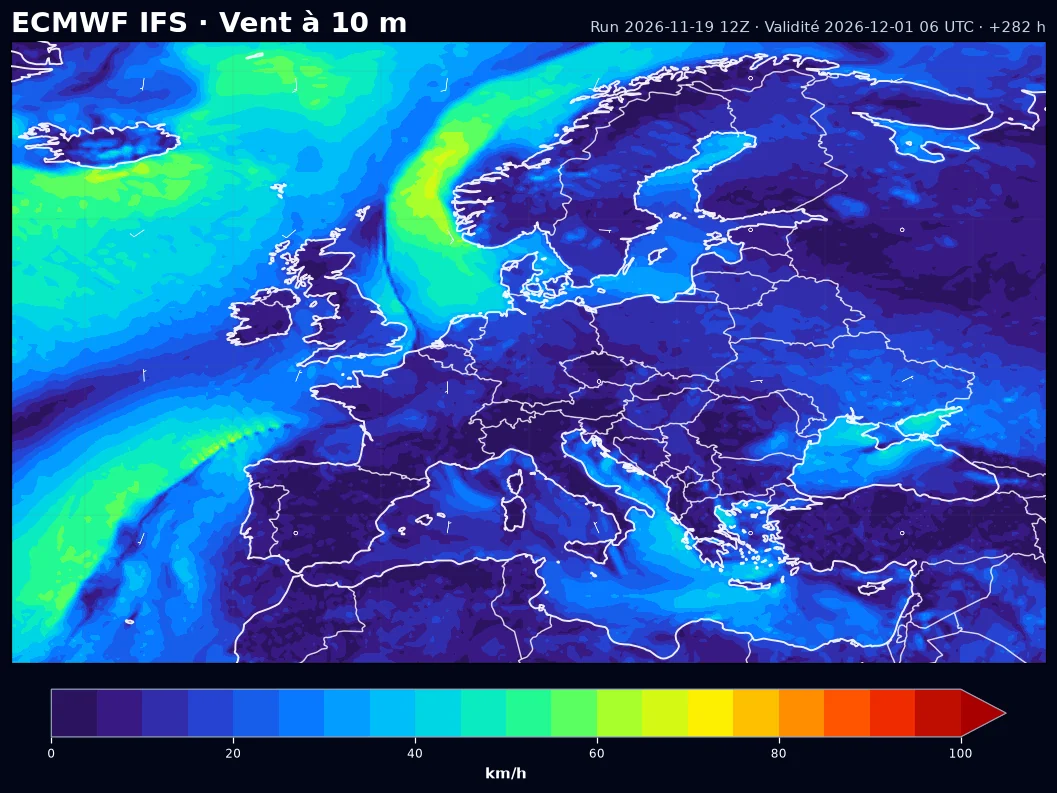 ECMWF IFS · Vent à 10 m
Run 2026-11-19 12Z · Validité 2026-12-01 06 UTC · +282 h
0 20 40 60 80 100
km/h